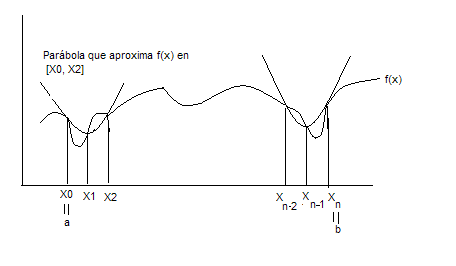 Parábola que aproxima f(x) en
[X0, X2]
f(x)
X0 X1 X2 X n-2 X n-1 X n
|| ||
a b